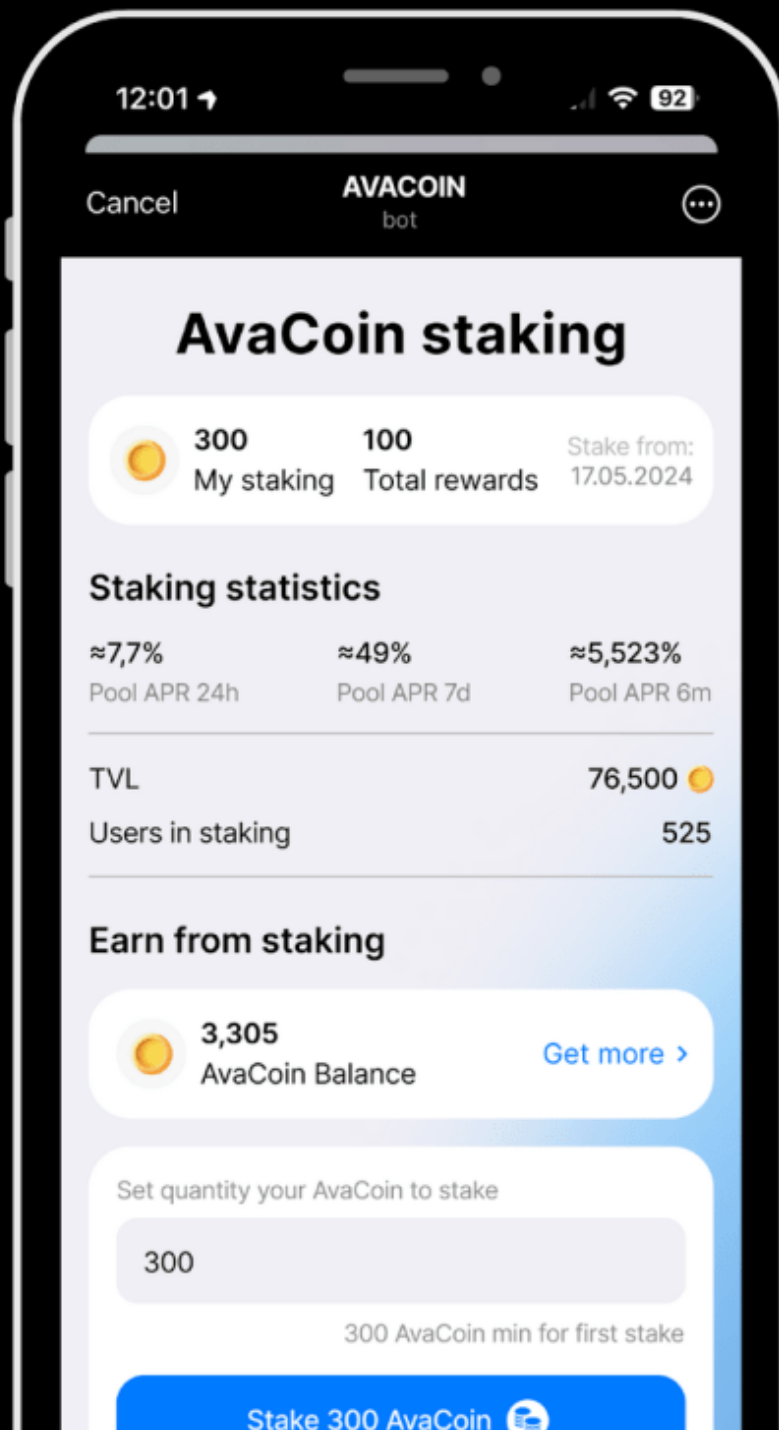 12:01
92
Cancel
AVACOIN
bot
AvaCoin staking
300
My staking
100
Total rewards
Stake from:
17.05.2024
Staking statistics
≈7,7%
Pool APR 24h
≈49%
Pool APR 7d
≈5,523%
Pool APR 6m
TVL
76,500
Users in staking
525
Earn from staking
3,305
AvaCoin Balance
Get more >
Set quantity your AvaCoin to stake
300
300 AvaCoin min for first stake
Stake 300 AvaCoin